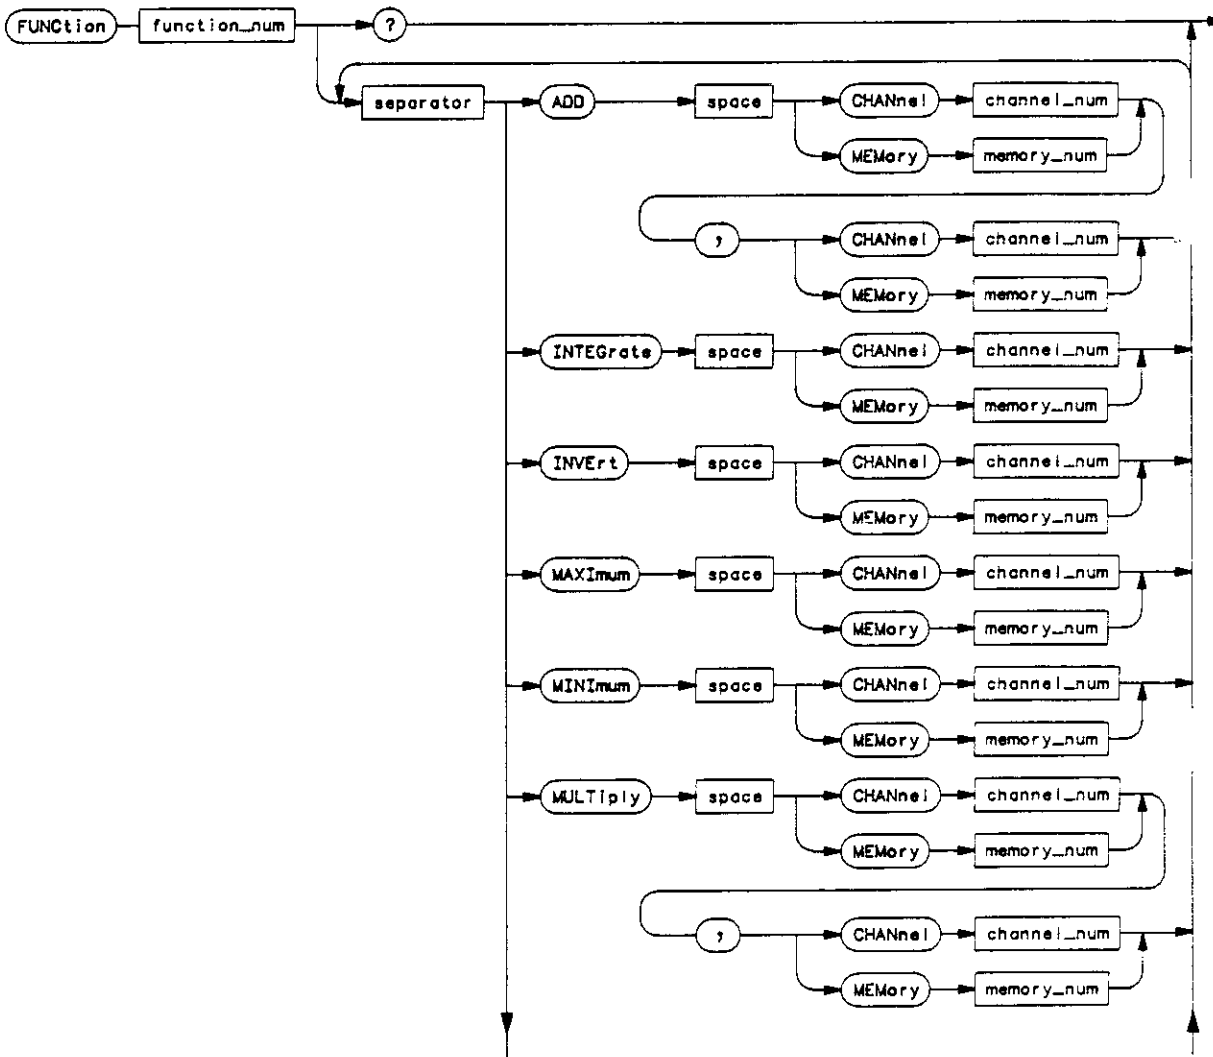 FUNCtion function_num ?
separator ADD space CHANnel channel_num
MEMory memory_num
, CHANnel channel_num
MEMory memory_num
INTEGrate space CHANnel channel_num
MEMory memory_num
INVErt space CHANnel channel_num
MEMory memory_num
MAXImum space CHANnel channel_num
MEMory memory_num
MINImum space CHANnel channel_num
MEMory memory_num
MULTiply space CHANnel channel_num
MEMory memory_num
, CHANnel channel_num
MEMory memory_num